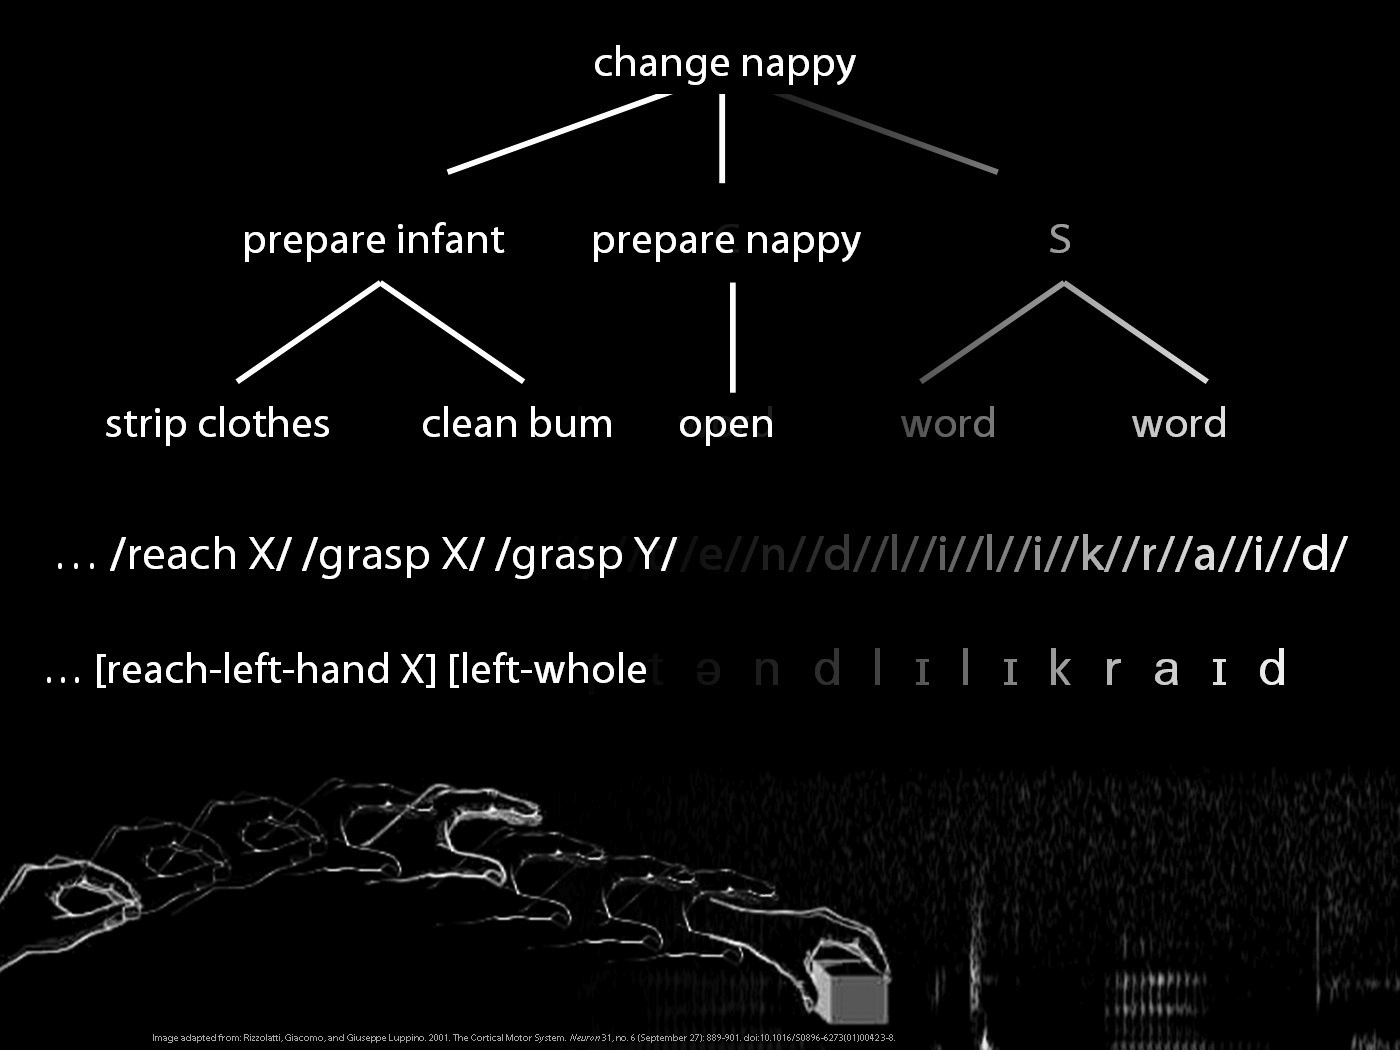 change nappy
prepare infant prepare nappy S
strip clothes clean bum open word word
… /reach X/ /grasp X/ /grasp Y/ /e//n//d//l//i//l//i//k//r//a//i//d/
… [reach-left-hand X] [left-whole t ə n d l ɪ l ɪ k r a ɪ d
Image adapted from: Rizzolatti, Giacomo, and Giuseppe Luppino. 2001. The Cortical Motor System. Neuron 31, no. 6 (September 27): 889-901. doi:10.1016/S0896-6273(01)00423-8.